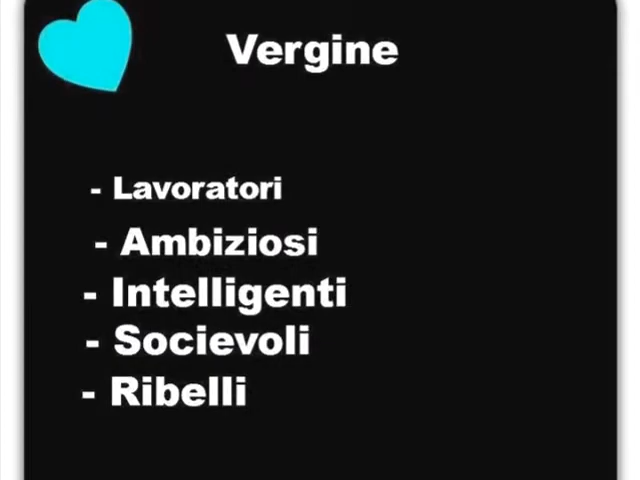 Vergine
- Lavoratori
- Ambiziosi
- Intelligenti
- Socievoli
- Ribelli